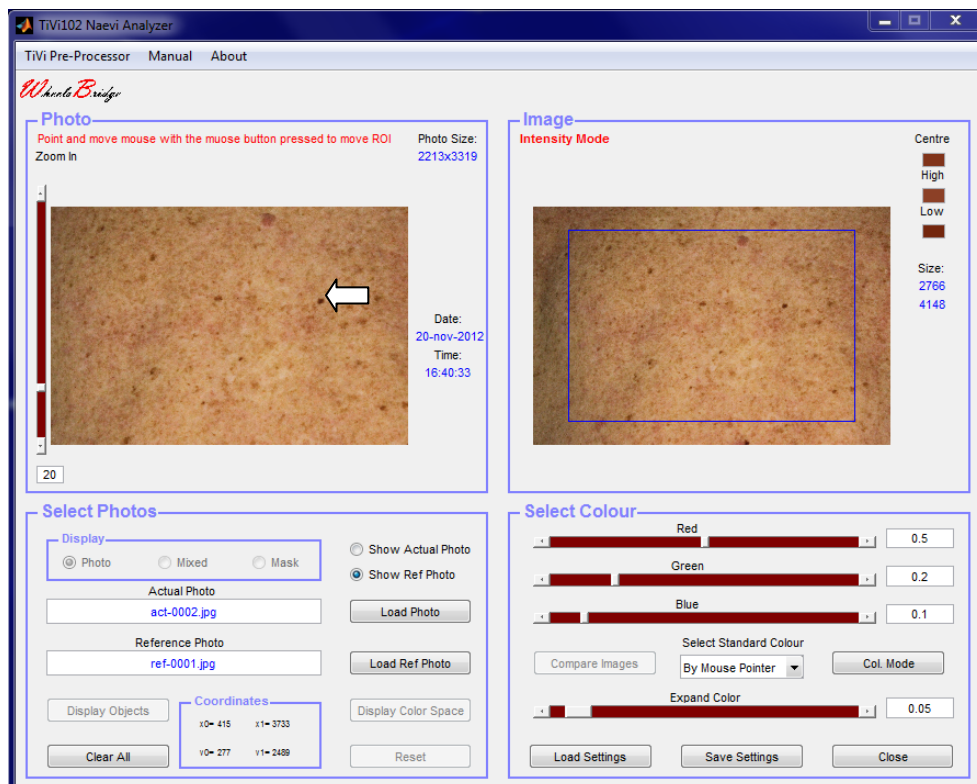 TiVi102 Naevi Analyzer
TiVi Pre-Processor Manual About
WheelsBridge
Photo
Point and move mouse with the muose button pressed to move ROI
Zoom In
Photo Size:
2213x3319
Date:
20-nov-2012
Time:
16:40:33
20
Image
Intensity Mode
Centre
High
Low
Size:
2766
4148
Select Photos
Display
Photo Mixed Mask
Show Actual Photo
Show Ref Photo
Actual Photo
act-0002.jpg
Load Photo
Reference Photo
ref-0001.jpg
Load Ref Photo
Display Objects
Coordinates
x0= 415 x1= 3733
y0= 277 y1= 2489
Display Color Space
Clear All
Reset
Select Colour
Red
0.5
Green
0.2
Blue
0.1
Select Standard Colour
Compare Images
By Mouse Pointer
Col. Mode
Expand Color
0.05
Load Settings Save Settings Close